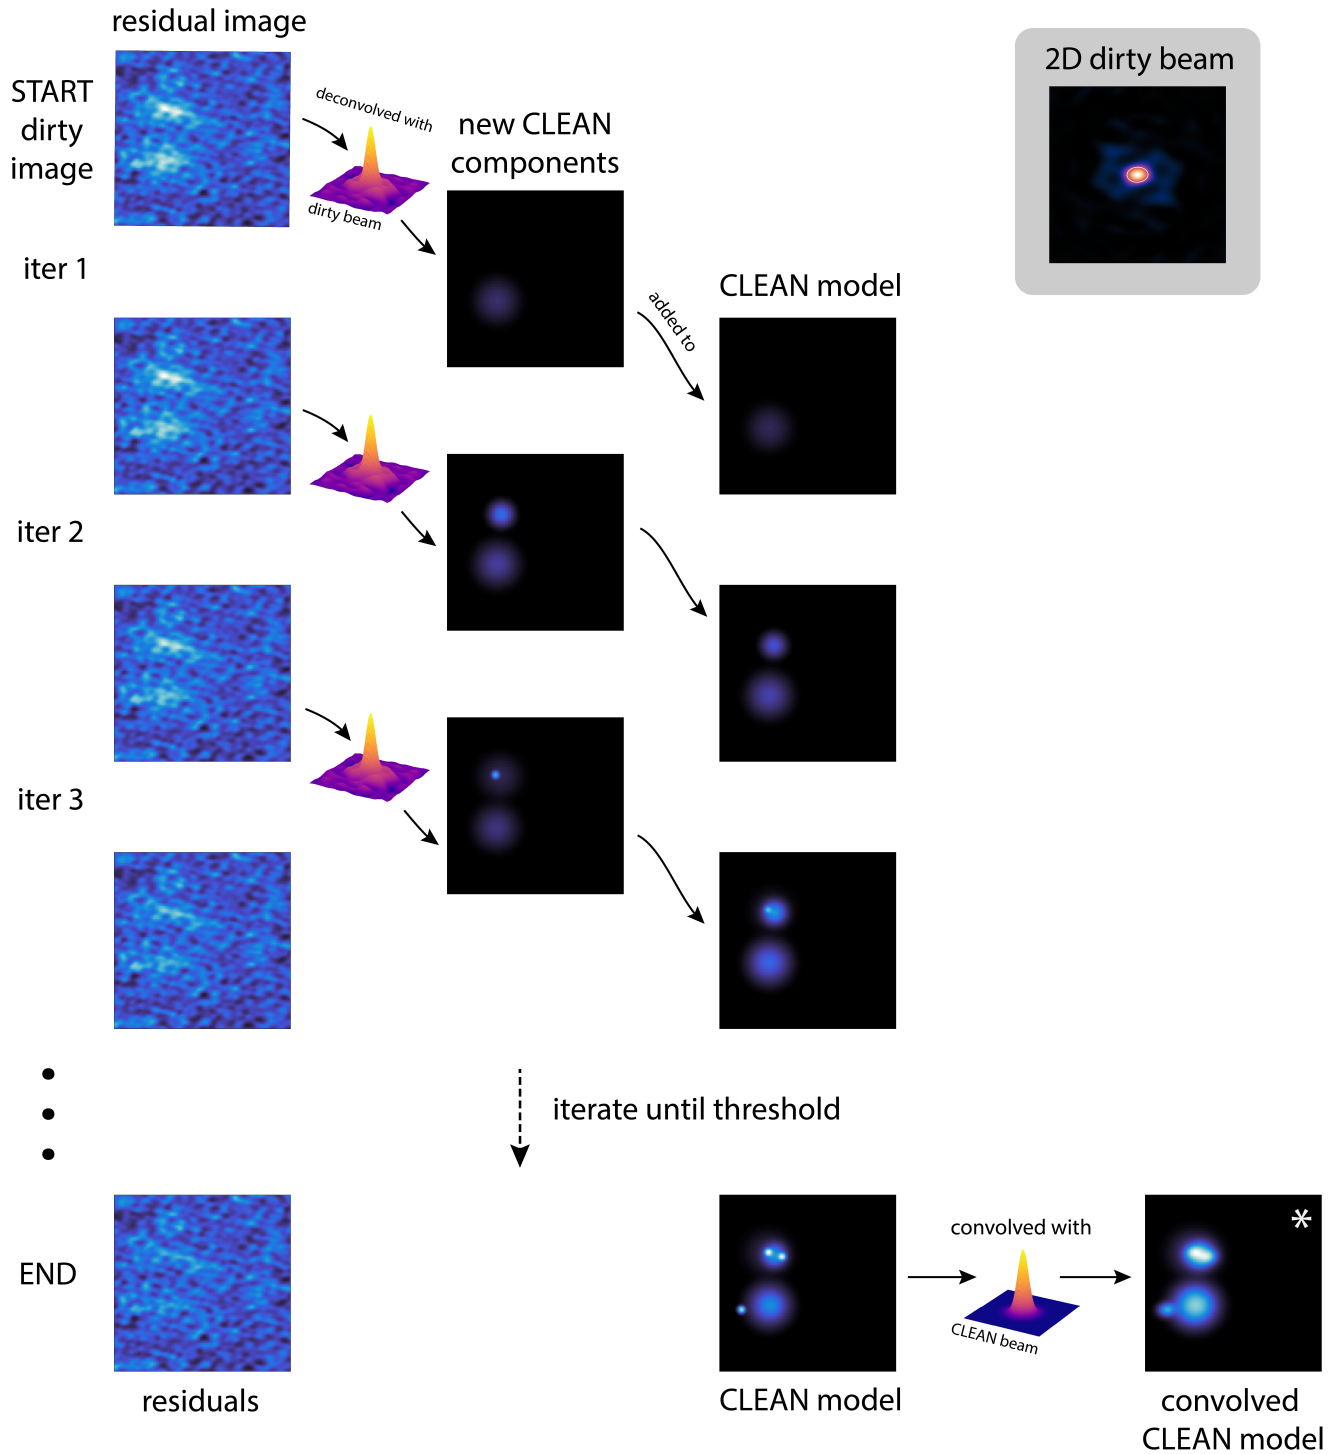 residual image
START
dirty
image
deconvolved with
dirty beam
new CLEAN
components
2D dirty beam
iter 1
added to
CLEAN model
iter 2
iter 3
iterate until threshold
END
residuals
CLEAN model
convolved with
CLEAN beam
*
convolved
CLEAN model